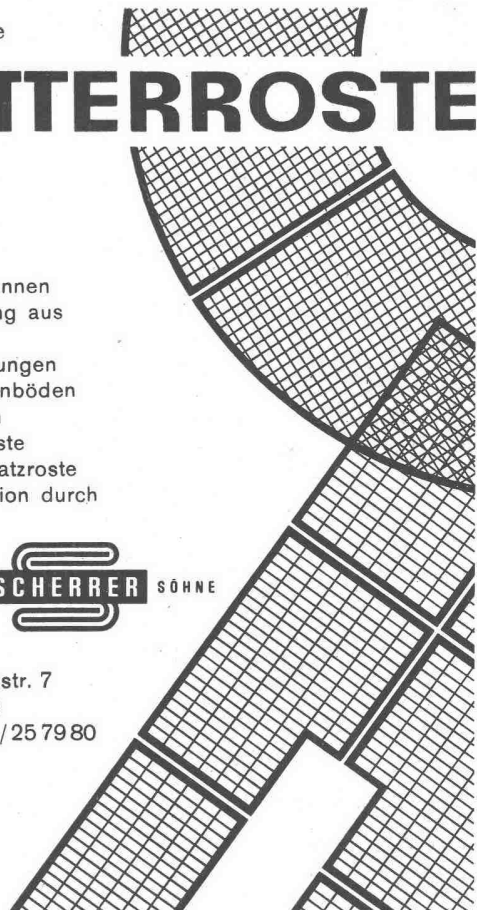 e
TTERROSTE
nnen
ng aus
ungen
nböden
ste
atzroste
ion durch
SCHERRER SÖHNE
str. 7
/ 25 79 80